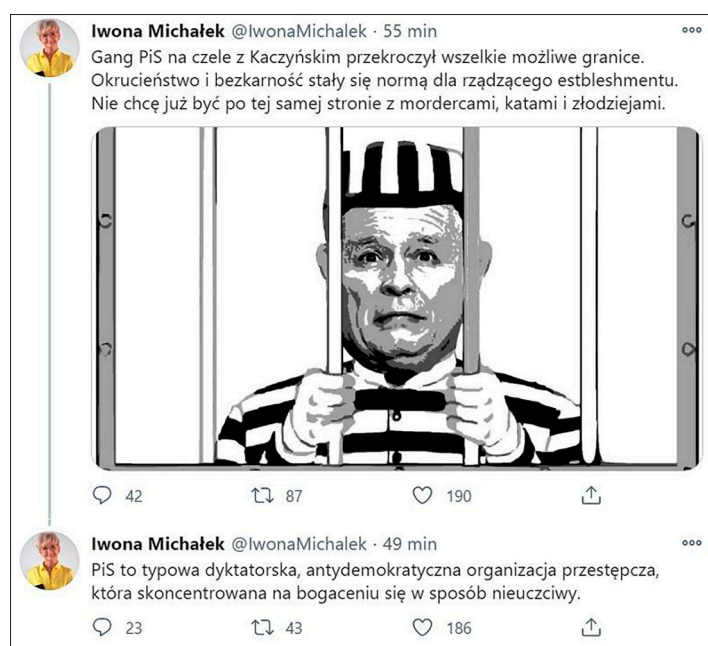 Iwona Michałek @IwonaMichalek · 55 min
Gang PiS na czele z Kaczyńskim przekroczył wszelkie możliwe granice.
Okrucieństwo i bezkarność stały się normą dla rządzącego estbleshmentu.
Nie chcę już być po tej samej stronie z mordercami, katami i złodziejami.
42 87 190
Iwona Michałek @IwonaMichalek · 49 min
PiS to typowa dyktatorska, antydemokratyczna organizacja przestępcza,
która skoncentrowana na bogaceniu się w sposób nieuczciwy.
23 43 186